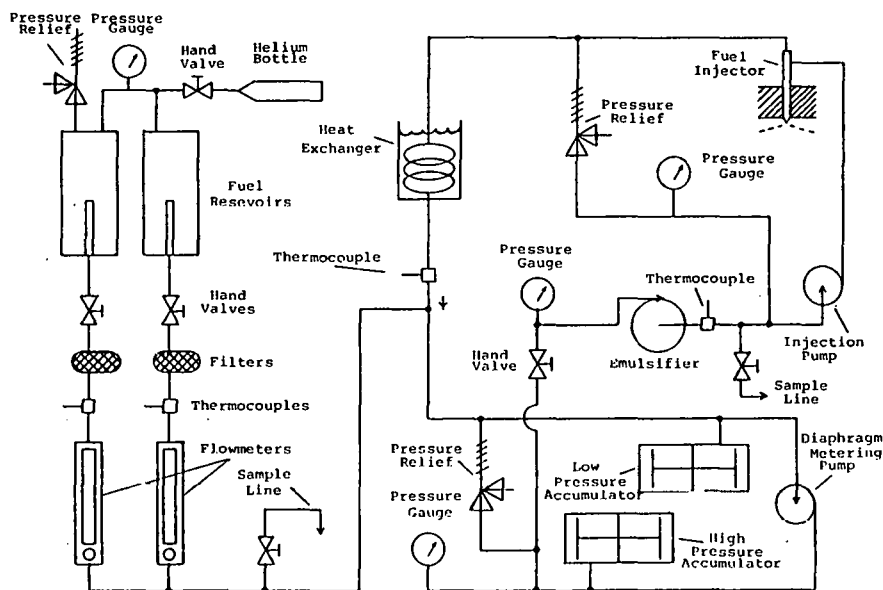 Pressure
Relief
Pressure
Gauge
Hand
Valve
Helium
Bottle
Fuel
Resevoirs
Heat
Exchanger
Fuel
Injector
Pressure
Relief
Pressure
Gauge
Thermocouple
Pressure
Gauge
Thermocouple
Hand
Valves
Injection
Pump
Hand
Valve
Emulsifier
Sample
Line
Filters
Thermocouples
Flowmeters
Sample
Line
Pressure
Relief
Pressure
Gauge
Low
Pressure
Accumulator
Diaphragm
Metering
Pump
High
Pressure
Accumulator